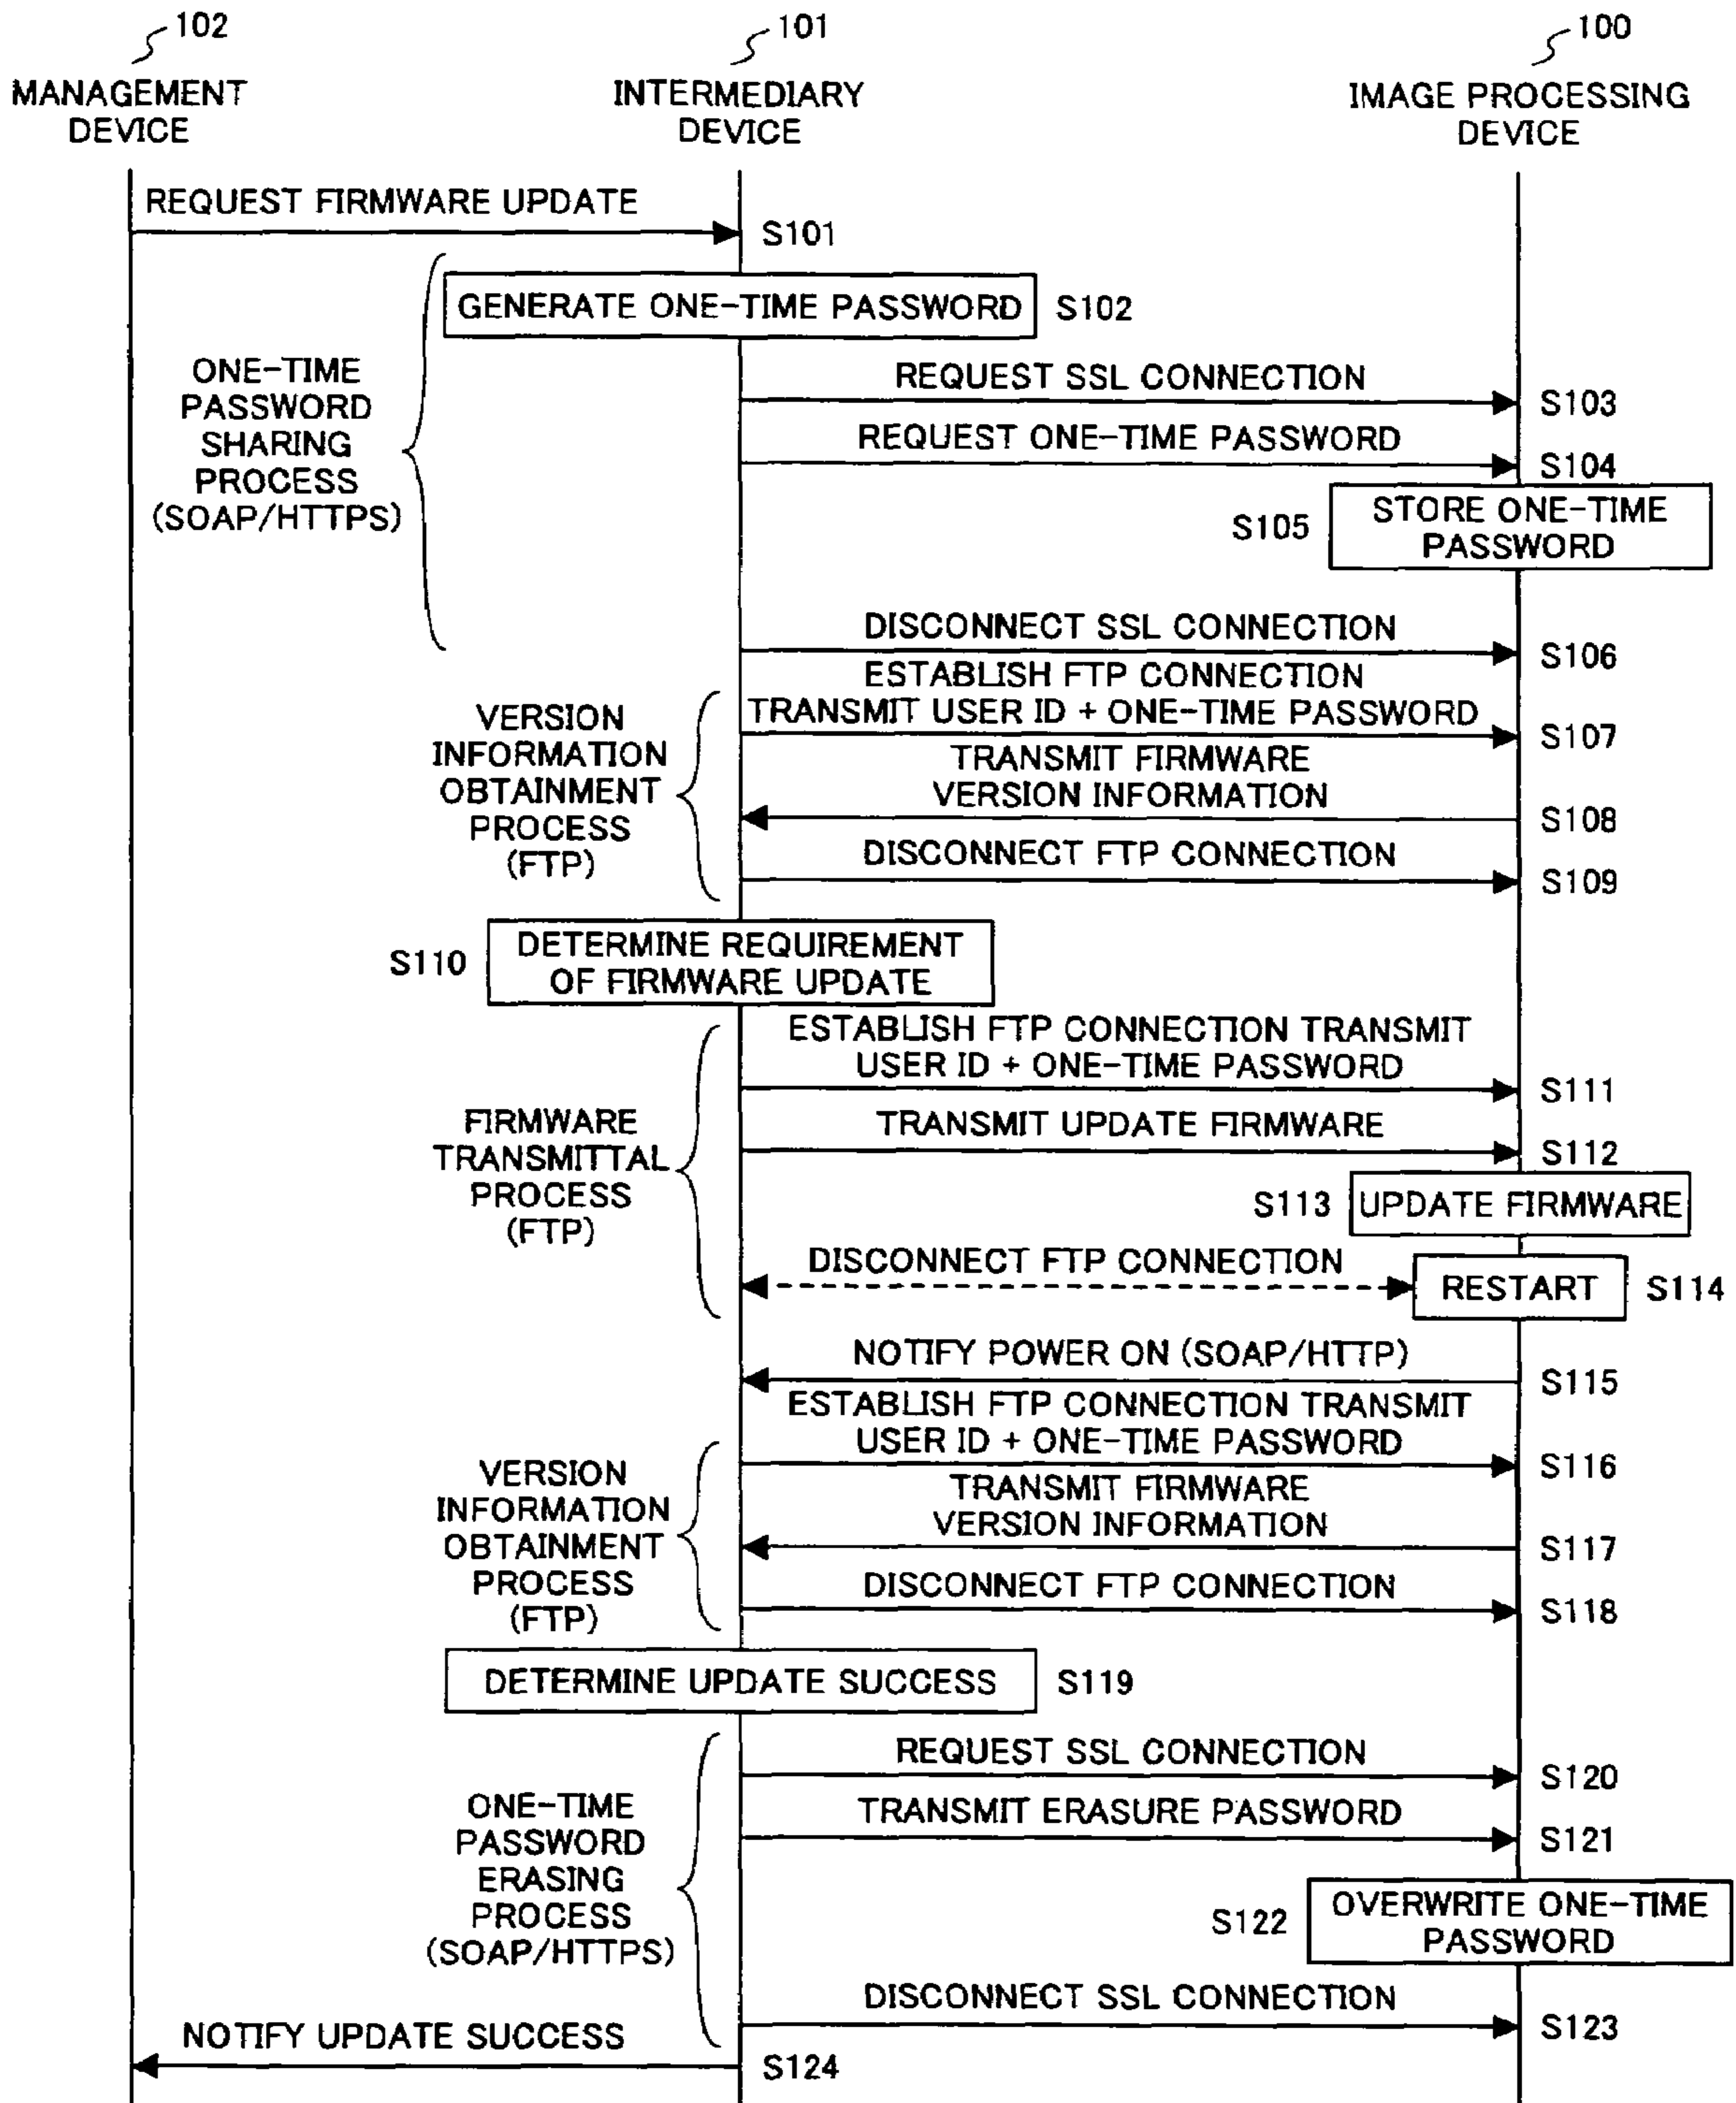 102
101
100
MANAGEMENT
DEVICE
INTERMEDIARY
DEVICE
IMAGE PROCESSING
DEVICE
REQUEST FIRMWARE UPDATE
S101
GENERATE ONE-TIME PASSWORD
S102
ONE-TIME
PASSWORD
SHARING
PROCESS
(SOAP/HTTPS)
REQUEST SSL CONNECTION
S103
REQUEST ONE-TIME PASSWORD
S104
S105
STORE ONE-TIME
PASSWORD
DISCONNECT SSL CONNECTION
S106
VERSION
INFORMATION
OBTAINMENT
PROCESS
(FTP)
ESTABLISH FTP CONNECTION
TRANSMIT USER ID + ONE-TIME PASSWORD
S107
TRANSMIT FIRMWARE
VERSION INFORMATION
S108
DISCONNECT FTP CONNECTION
S109
S110
DETERMINE REQUIREMENT
OF FIRMWARE UPDATE
FIRMWARE
TRANSMITTAL
PROCESS
(FTP)
ESTABLISH FTP CONNECTION TRANSMIT
USER ID + ONE-TIME PASSWORD
S111
TRANSMIT UPDATE FIRMWARE
S112
S113
UPDATE FIRMWARE
DISCONNECT FTP CONNECTION
RESTART
S114
NOTIFY POWER ON (SOAP/HTTP)
S115
VERSION
INFORMATION
OBTAINMENT
PROCESS
(FTP)
ESTABLISH FTP CONNECTION TRANSMIT
USER ID + ONE-TIME PASSWORD
S116
TRANSMIT FIRMWARE
VERSION INFORMATION
S117
DISCONNECT FTP CONNECTION
S118
DETERMINE UPDATE SUCCESS
S119
ONE-TIME
PASSWORD
ERASING
PROCESS
(SOAP/HTTPS)
REQUEST SSL CONNECTION
S120
TRANSMIT ERASURE PASSWORD
S121
S122
OVERWRITE ONE-TIME
PASSWORD
DISCONNECT SSL CONNECTION
S123
NOTIFY UPDATE SUCCESS
S124